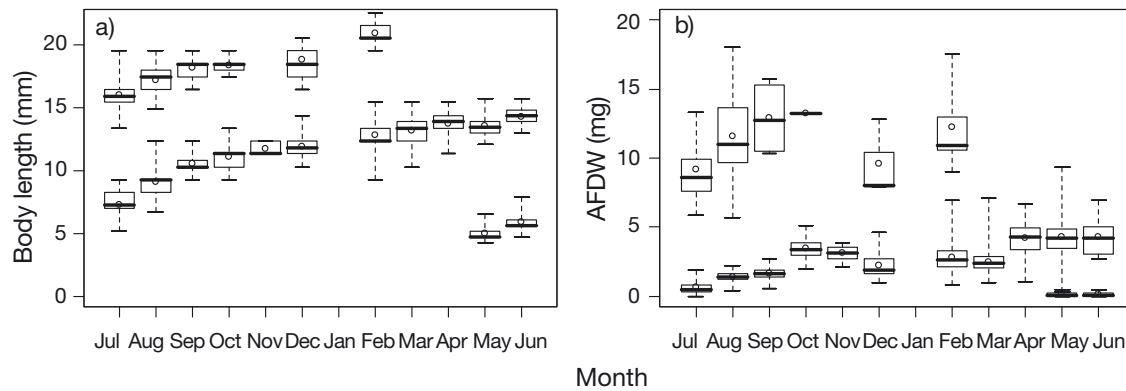 a)
Body length (mm)
20
15
10
5
0
Jul Aug Sep Oct Nov Dec Jan Feb Mar Apr May Jun
b)
AFDW (mg)
20
15
10
5
0
Jul Aug Sep Oct Nov Dec Jan Feb Mar Apr May Jun
Month